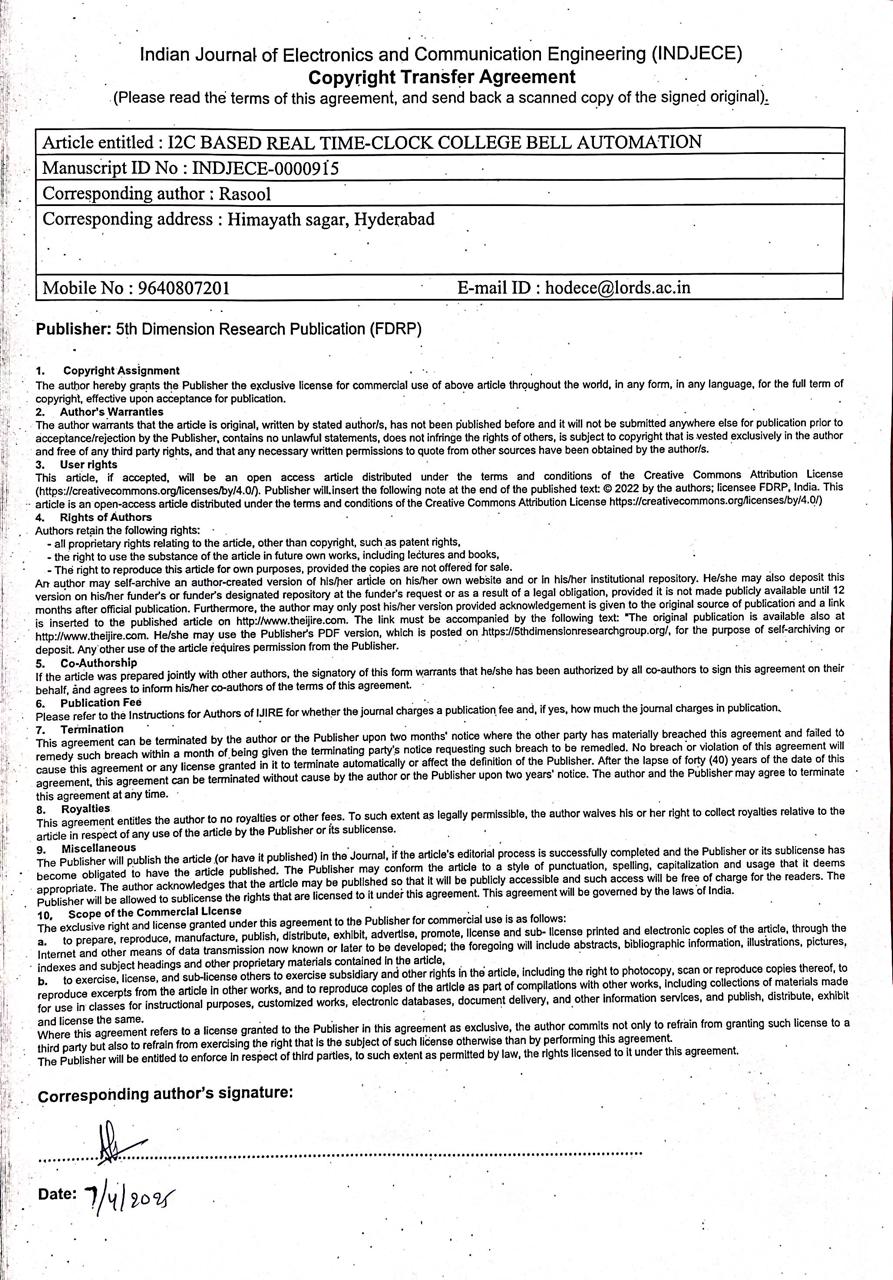 Indian Journal of Electronics and Communication Engineering (INDJECE)
Copyright Transfer Agreement
(Please read the terms of this agreement, and send back a scanned copy of the signed original).
Article entitled : I2C BASED REAL TIME-CLOCK COLLEGE BELL AUTOMATION
Manuscript ID No : INDJECE-0000915
Corresponding author : Rasool
Corresponding address : Himayath sagar, Hyderabad
Mobile No : 9640807201 E-mail ID : hodece@lords.ac.in
Publisher: 5th Dimension Research Publication (FDRP)
1. Copyright Assignment
The author hereby grants the Publisher the exclusive license for commercial use of above article throughout the world, in any form, in any language, for the full term of
copyright, effective upon acceptance for publication.
2. Author's Warranties
The author warrants that the article is original, written by stated author/s, has not been published before and it will not be submitted anywhere else for publication prior to
acceptance/rejection by the Publisher, contains no unlawful statements, does not infringe the rights of others, is subject to copyright that is vested exclusively in the author
and free of any third party rights, and that any necessary written permissions to quote from other sources have been obtained by the author/s.
3. User rights
This article, if accepted, will be an open access article distributed under the terms and conditions of the Creative Commons Attribution License
(https://creativecommons.org/licenses/by/4.0/). Publisher will insert the following note at the end of the published text: © 2022 by the authors; licensee FDRP, India. This
article is an open-access article distributed under the terms and conditions of the Creative Commons Attribution License https://creativecommons.org/licenses/by/4.0/)
4. Rights of Authors
Authors retain the following rights:
- all proprietary rights relating to the article, other than copyright, such as patent rights,
- the right to use the substance of the article in future own works, including lectures and books,
- The right to reproduce this article for own purposes, provided the copies are not offered for sale.
An author may self-archive an author-created version of his/her article on his/her own website and or in his/her institutional repository. He/she may also deposit this
version on his/her funder's or funder's designated repository at the funder's request or as a result of a legal obligation, provided it is not made publicly available until 12
months after official publication. Furthermore, the author may only post his/her version provided acknowledgement is given to the original source of publication and a link
is inserted to the published article on http://www.theijire.com. The link must be accompanied by the following text: "The original publication is available also at
http://www.theijire.com. He/she may use the Publisher's PDF version, which is posted on https://5thdimensionresearchgroup.org/, for the purpose of self-archiving or
deposit. Any other use of the article requires permission from the Publisher.
5. Co-Authorship
If the article was prepared jointly with other authors, the signatory of this form warrants that he/she has been authorized by all co-authors to sign this agreement on their
behalf, and agrees to inform his/her co-authors of the terms of this agreement.
6. Publication Fee
Please refer to the Instructions for Authors of IJIRE for whether the journal charges a publication fee and, if yes, how much the journal charges in publication.
7. Termination
This agreement can be terminated by the author or the Publisher upon two months' notice where the other party has materially breached this agreement and failed to
remedy such breach within a month of being given the terminating party's notice requesting such breach to be remedied. No breach or violation of this agreement will
cause this agreement or any license granted in it to terminate automatically or affect the definition of the Publisher. After the lapse of forty (40) years of the date of this
agreement, this agreement can be terminated without cause by the author or the Publisher upon two years' notice. The author and the Publisher may agree to terminate
this agreement at any time.
8. Royalties
This agreement entitles the author to no royalties or other fees. To such extent as legally permissible, the author waives his or her right to collect royalties relative to the
article in respect of any use of the article by the Publisher or its sublicense.
9. Miscellaneous
The Publisher will publish the article (or have it published) in the Journal, if the article's editorial process is successfully completed and the Publisher or its sublicense has
become obligated to have the article published. The Publisher may conform the article to a style of punctuation, spelling, capitalization and usage that it deems
appropriate. The author acknowledges that the article may be published so that it will be publicly accessible and such access will be free of charge for the readers. The
Publisher will be allowed to sublicense the rights that are licensed to it under this agreement. This agreement will be governed by the laws of India.
10, Scope of the Commercial License
The exclusive right and license granted under this agreement to the Publisher for commercial use is as follows:
a. to prepare, reproduce, manufacture, publish, distribute, exhibit, advertise, promote, license and sub- license printed and electronic copies of the article, through the
Internet and other means of data transmission now known or later to be developed; the foregoing will include abstracts, bibliographic information, illustrations, pictures,
indexes and subject headings and other proprietary materials contained in the article,
b. to exercise, license, and sub-license others to exercise subsidiary and other rights in the article, including the right to photocopy, scan or reproduce copies thereof, to
reproduce excerpts from the article in other works, and to reproduce copies of the article as part of compilations with other works, including collections of materials made
for use in classes for instructional purposes, customized works, electronic databases, document delivery, and other information services, and publish, distribute, exhibit
and license the same.
Where this agreement refers to a license granted to the Publisher in this agreement as exclusive, the author commits not only to refrain from granting such license to a
third party but also to refrain from exercising the right that is the subject of such license otherwise than by performing this agreement.
The Publisher will be entitled to enforce in respect of third parties, to such extent as permitted by law, the rights licensed to it under this agreement.
Corresponding author's signature:
Date: 7/4/2025